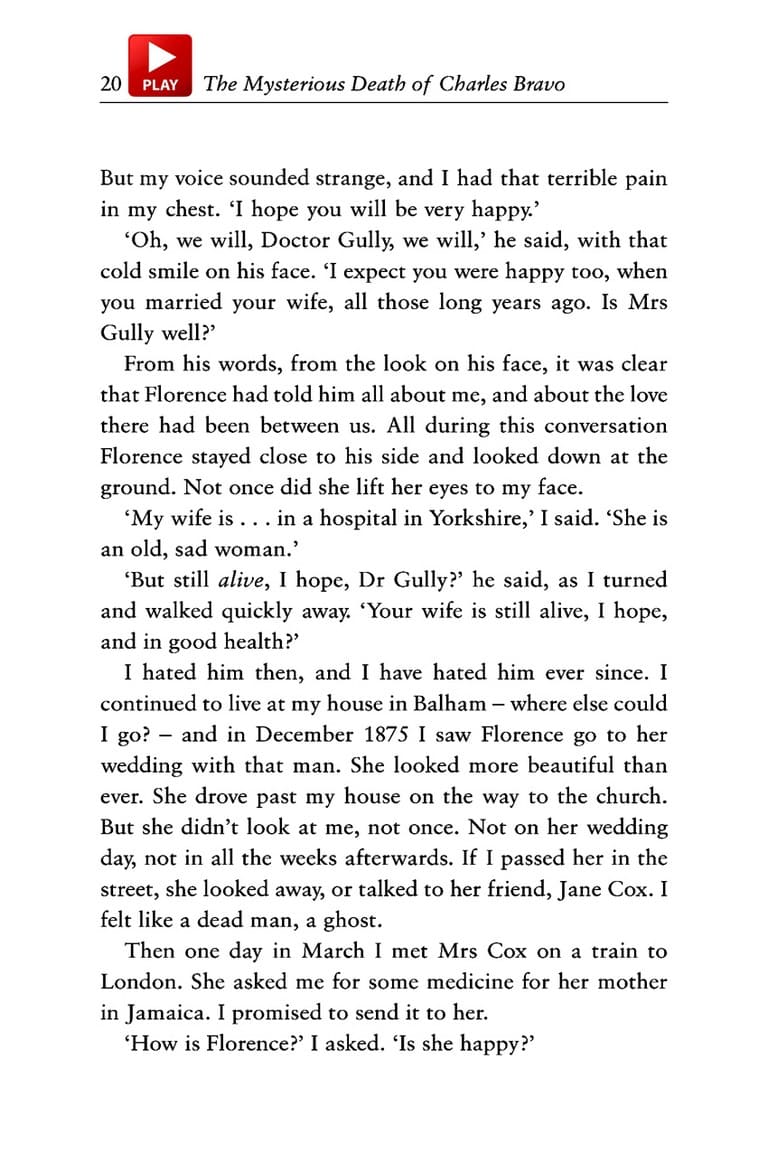 20 PLAY The Mysterious Death of Charles Bravo
But my voice sounded strange, and I had that terrible pain
in my chest. ‘I hope you will be very happy.’
‘Oh, we will, Doctor Gully, we will,’ he said, with that
cold smile on his face. ‘I expect you were happy too, when
you married your wife, all those long years ago. Is Mrs
Gully well?’
From his words, from the look on his face, it was clear
that Florence had told him all about me, and about the love
there had been between us. All during this conversation
Florence stayed close to his side and looked down at the
ground. Not once did she lift her eyes to my face.
‘My wife is . . . in a hospital in Yorkshire,’ I said. ‘She is
an old, sad woman.’
‘But still alive, I hope, Dr Gully?’ he said, as I turned
and walked quickly away. ‘Your wife is still alive, I hope,
and in good health?’
I hated him then, and I have hated him ever since. I
continued to live at my house in Balham – where else could
I go? – and in December 1875 I saw Florence go to her
wedding with that man. She looked more beautiful than
ever. She drove past my house on the way to the church.
But she didn’t look at me, not once. Not on her wedding
day, not in all the weeks afterwards. If I passed her in the
street, she looked away, or talked to her friend, Jane Cox. I
felt like a dead man, a ghost.
Then one day in March I met Mrs Cox on a train to
London. She asked me for some medicine for her mother
in Jamaica. I promised to send it to her.
‘How is Florence?’ I asked. ‘Is she happy?’